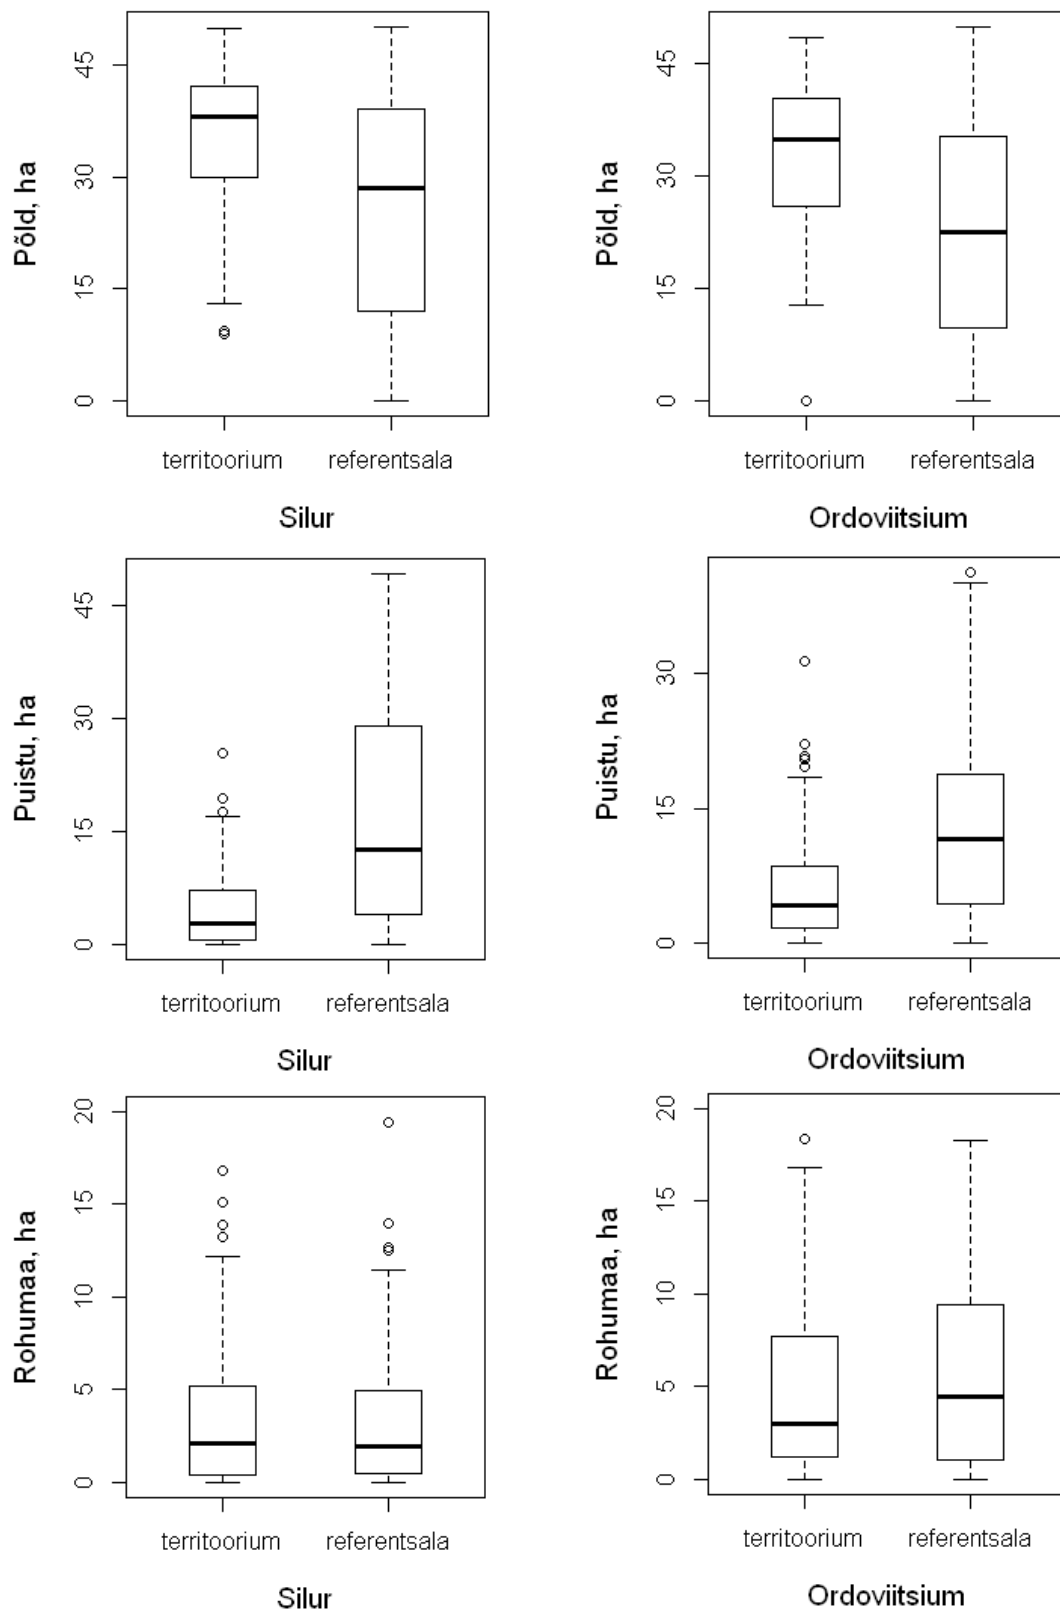 Põld, ha
45
30
15
0
territoorium referentsala
Silur
Põld, ha
45
30
15
0
territoorium referentsala
Ordoviitsium
Puistu, ha
45
30
15
0
territoorium referentsala
Silur
Puistu, ha
30
15
0
territoorium referentsala
Ordoviitsium
Rohumaa, ha
20
15
10
5
0
territoorium referentsala
Silur
Rohumaa, ha
20
15
10
5
0
territoorium referentsala
Ordoviitsium